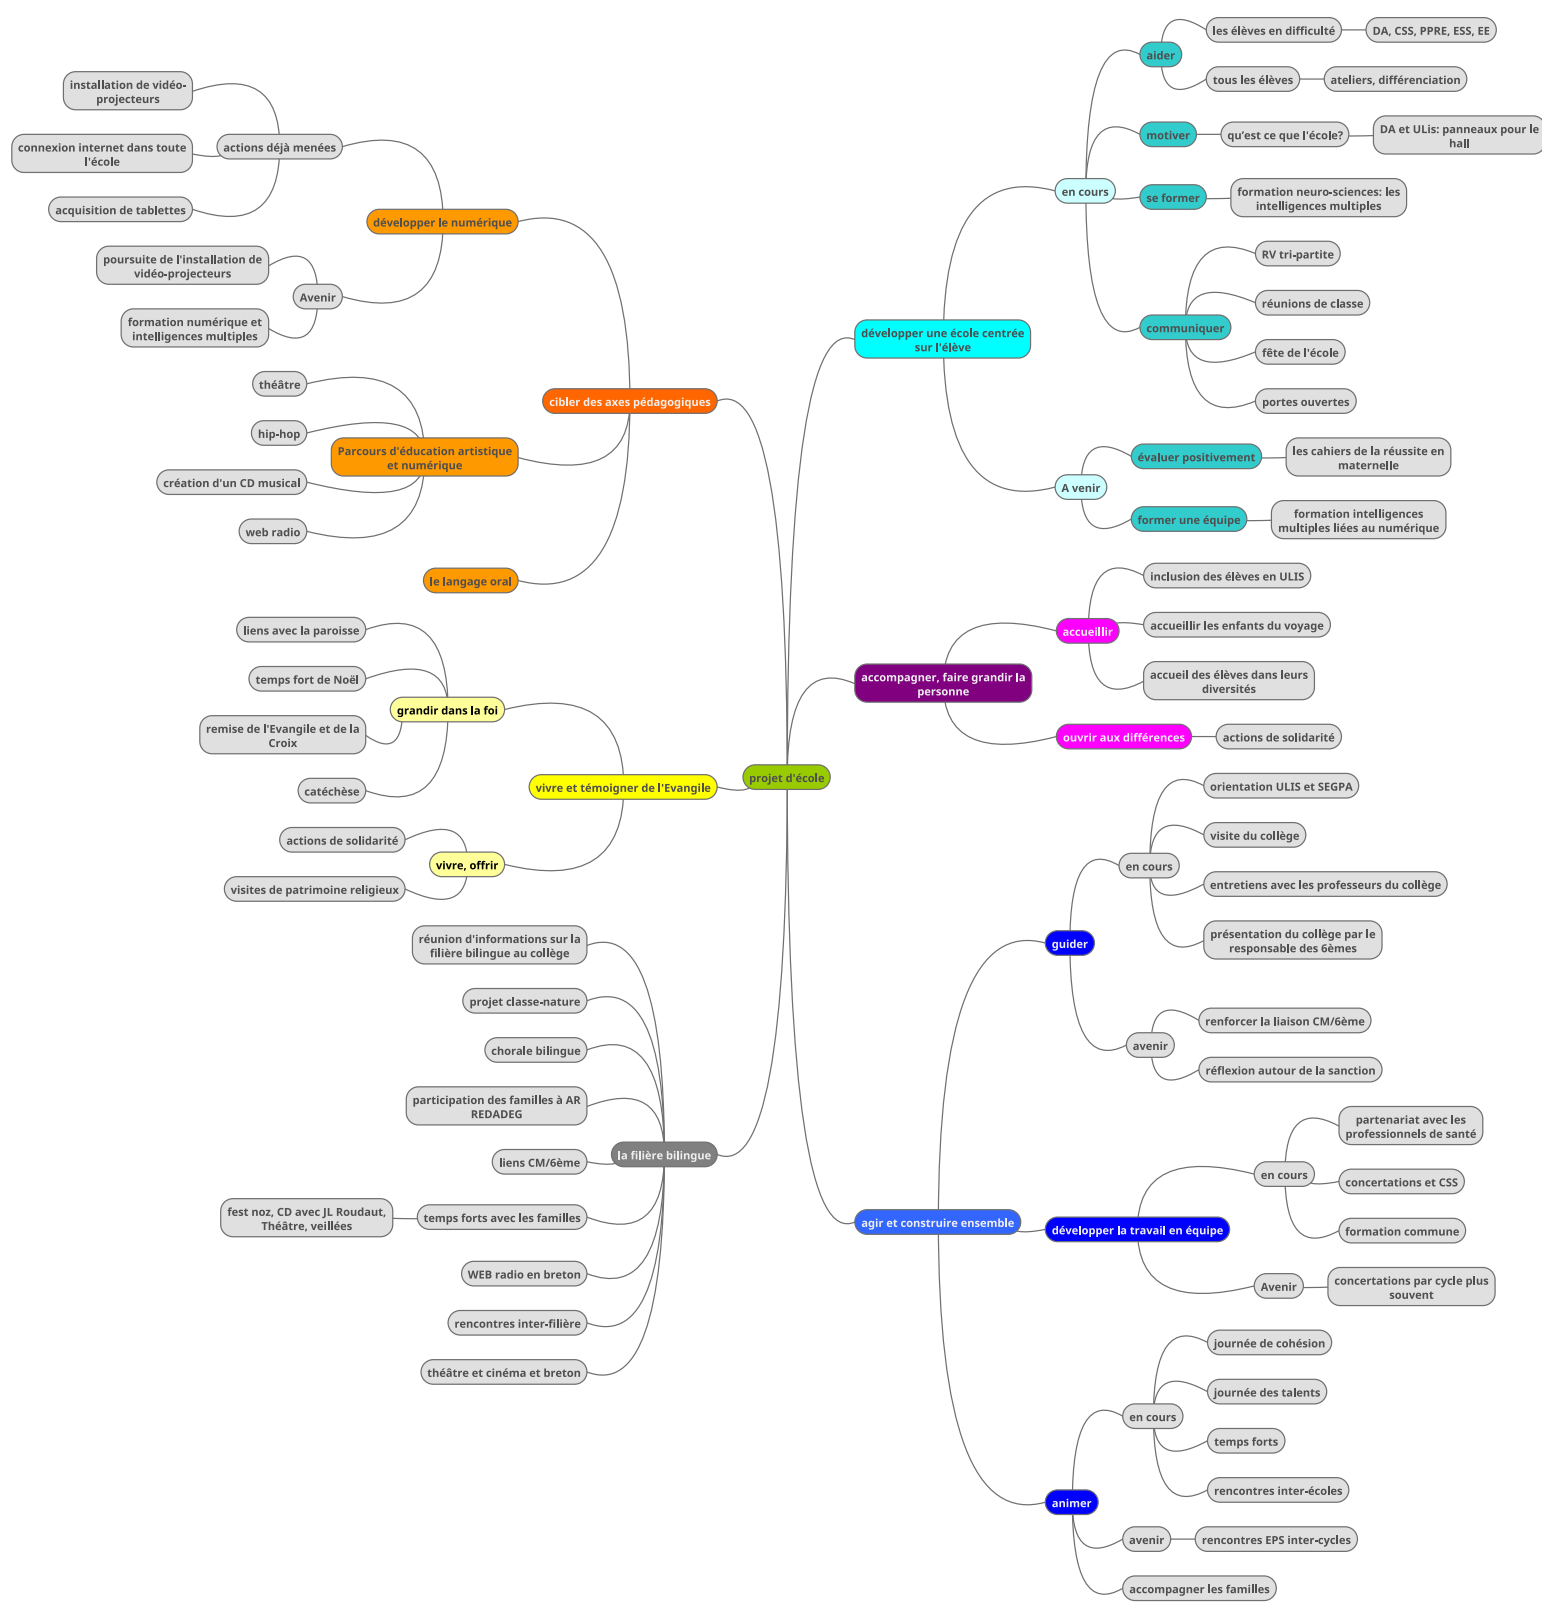 projet d'école
développer une école centrée
sur l'élève
en cours
aider
les élèves en difficulté
DA, CSS, PPRE, ESS, EE
tous les élèves
ateliers, différenciation
motiver
qu'est ce que l'école?
DA et ULis: panneaux pour le
hall
se former
formation neuro-sciences: les
intelligences multiples
communiquer
RV tri-partite
réunions de classe
fête de l'école
portes ouvertes
A venir
évaluer positivement
les cahiers de la réussite en
maternelle
former une équipe
formation intelligences
multiples liées au numérique
accompagner, faire grandir la
personne
accueillir
inclusion des élèves en ULIS
accueillir les enfants du voyage
accueil des élèves dans leurs
diversités
ouvrir aux différences
actions de solidarité
agir et construire ensemble
guider
en cours
orientation ULIS et SEGPA
visite du collège
entretiens avec les professeurs du collège
présentation du collège par le
responsable des 6èmes
avenir
renforcer la liaison CM/6ème
réflexion autour de la sanction
développer la travail en équipe
en cours
partenariat avec les
professionnels de santé
concertations et CSS
formation commune
Avenir
concertations par cycle plus
souvent
animer
en cours
journée de cohésion
journée des talents
temps forts
rencontres inter-écoles
avenir
rencontres EPS inter-cycles
accompagner les familles
cibler des axes pédagogiques
développer le numérique
actions déjà menées
installation de vidéo-
projecteurs
connexion internet dans toute
l'école
acquisition de tablettes
Avenir
poursuite de l'installation de
vidéo-projecteurs
formation numérique et
intelligences multiples
Parcours d'éducation artistique
et numérique
théâtre
hip-hop
création d'un CD musical
web radio
le langage oral
vivre et témoigner de l'Evangile
grandir dans la foi
liens avec la paroisse
temps fort de Noël
remise de l'Evangile et de la
Croix
catéchèse
vivre, offrir
actions de solidarité
visites de patrimoine religieux
la filière bilingue
réunion d'informations sur la
filière bilingue au collège
projet classe-nature
chorale bilingue
participation des familles à AR
REDADEG
liens CM/6ème
temps forts avec les familles
fest noz, CD avec JL Roudaut,
Théâtre, veillées
WEB radio en breton
rencontres inter-filière
théâtre et cinéma et breton